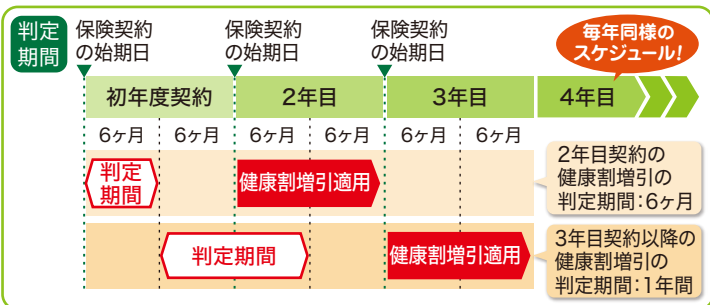 判定
期間
保険契約
の始期日
保険契約
の始期日
保険契約
の始期日
毎年同様の
スケジュール!
初年度契約
2年目
3年目
4年目
6ヶ月
6ヶ月
6ヶ月
6ヶ月
6ヶ月
6ヶ月
判定
期間
健康割増引適用
2年目契約の
健康割増引の
判定期間:6ヶ月
判定期間
健康割増引適用
3年目契約以降の
健康割増引の
判定期間:1年間